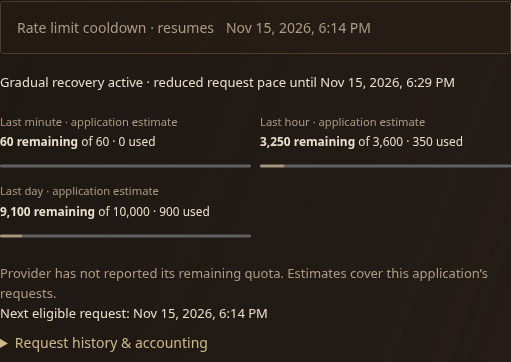 Rate limit cooldown · resumes Nov 15, 2026, 6:14 PM
Gradual recovery active · reduced request pace until Nov 15, 2026, 6:29 PM
Last minute · application estimate
60 remaining of 60 · 0 used
Last hour · application estimate
3,250 remaining of 3,600 · 350 used
Last day · application estimate
9,100 remaining of 10,000 · 900 used
Provider has not reported its remaining quota. Estimates cover this application’s
requests.
Next eligible request: Nov 15, 2026, 6:14 PM
Request history & accounting